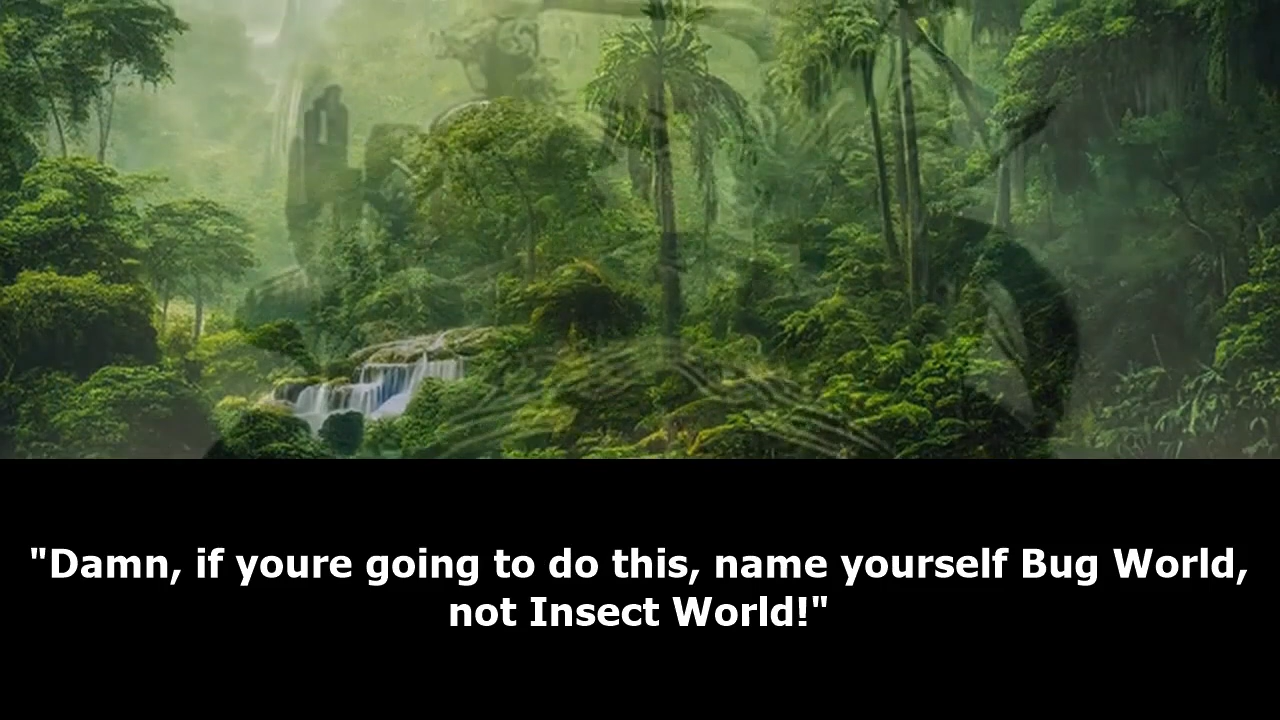 "Damn, if youre going to do this, name yourself Bug World,
not Insect World!"